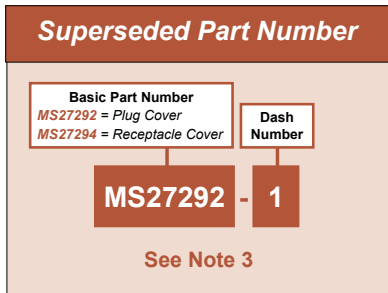 Superseded Part Number
Basic Part Number
MS27292 = Plug Cover
MS27294 = Receptacle Cover
Dash
Number
MS27292 - 1
See Note 3